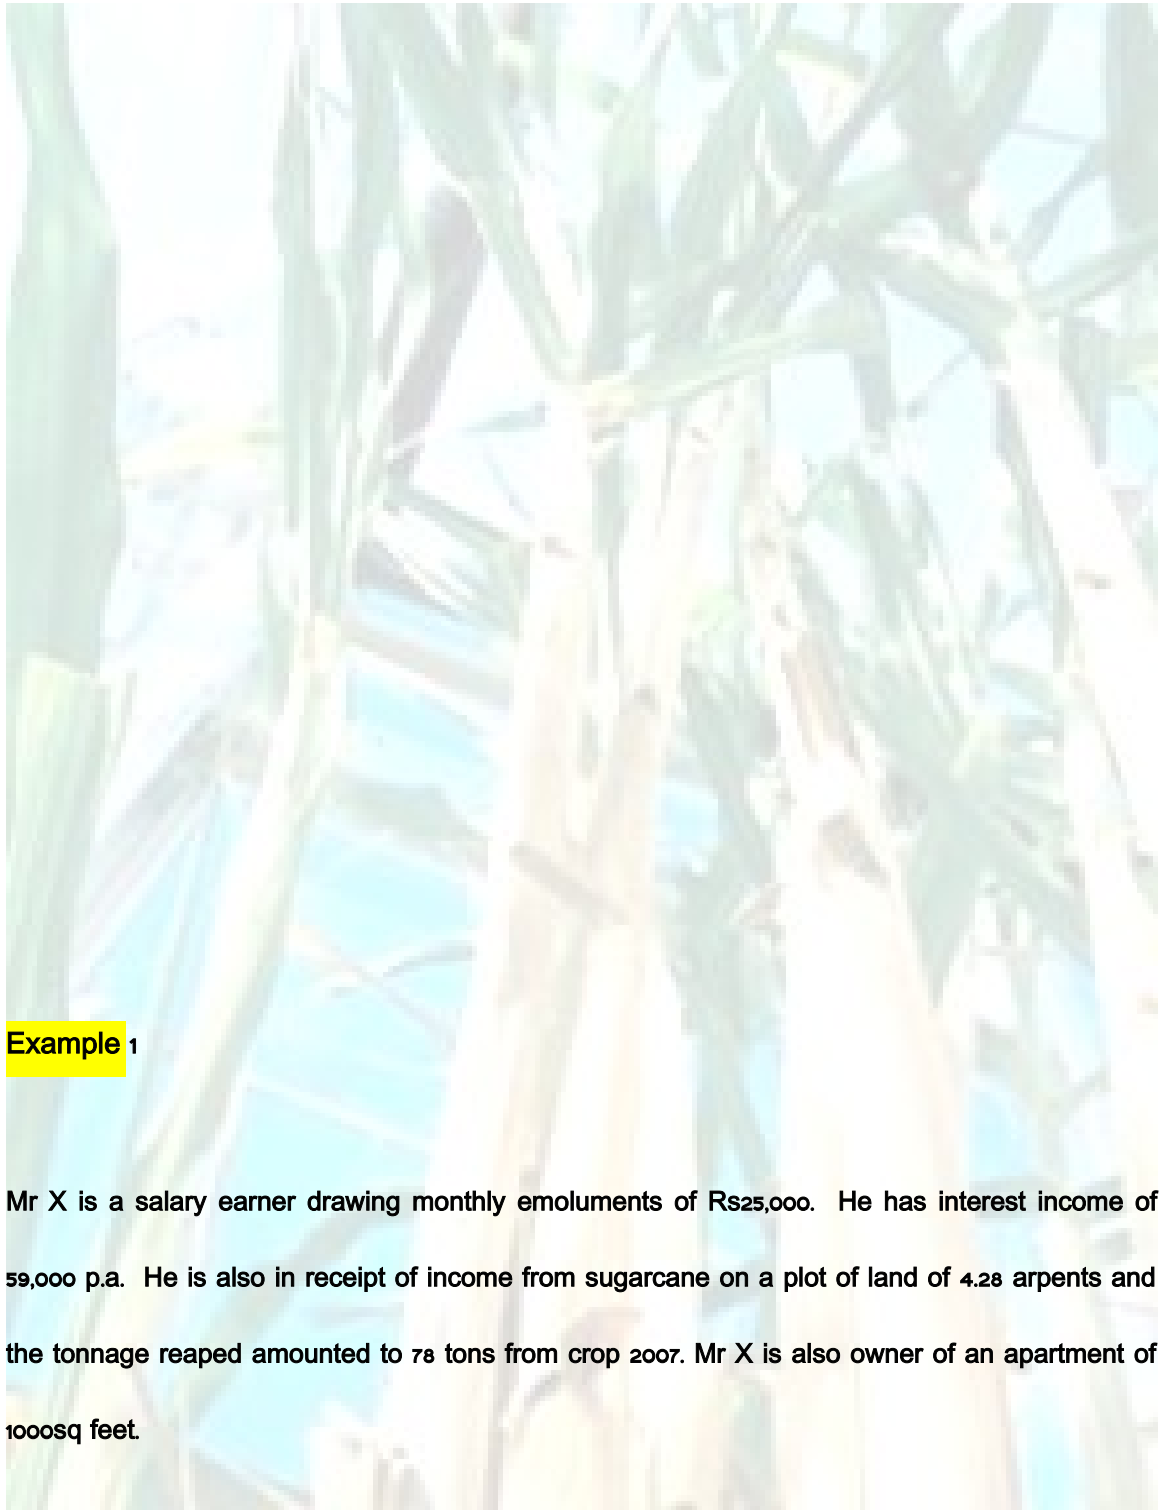 Example 1
Mr X is a salary earner drawing monthly emoluments of Rs25,000. He has interest income of
59,000 p.a. He is also in receipt of income from sugarcane on a plot of land of 4.28 arpents and
the tonnage reaped amounted to 78 tons from crop 2007. Mr X is also owner of an apartment of
1000sq feet.